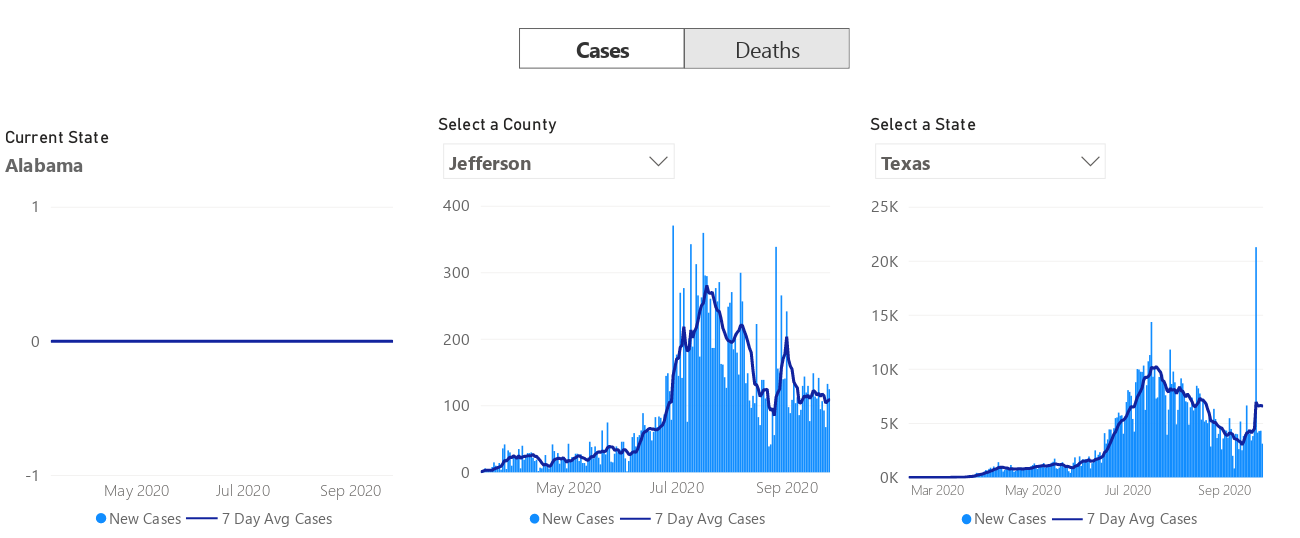 Cases Deaths
Current State
Alabama
1
0
-1
May 2020 Jul 2020 Sep 2020
New Cases 7 Day Avg Cases
Select a County
Jefferson
400
300
200
100
0
May 2020 Jul 2020 Sep 2020
New Cases 7 Day Avg Cases
Select a State
Texas
25K
20K
15K
10K
5K
0K
Mar 2020 May 2020 Jul 2020 Sep 2020
New Cases 7 Day Avg Cases